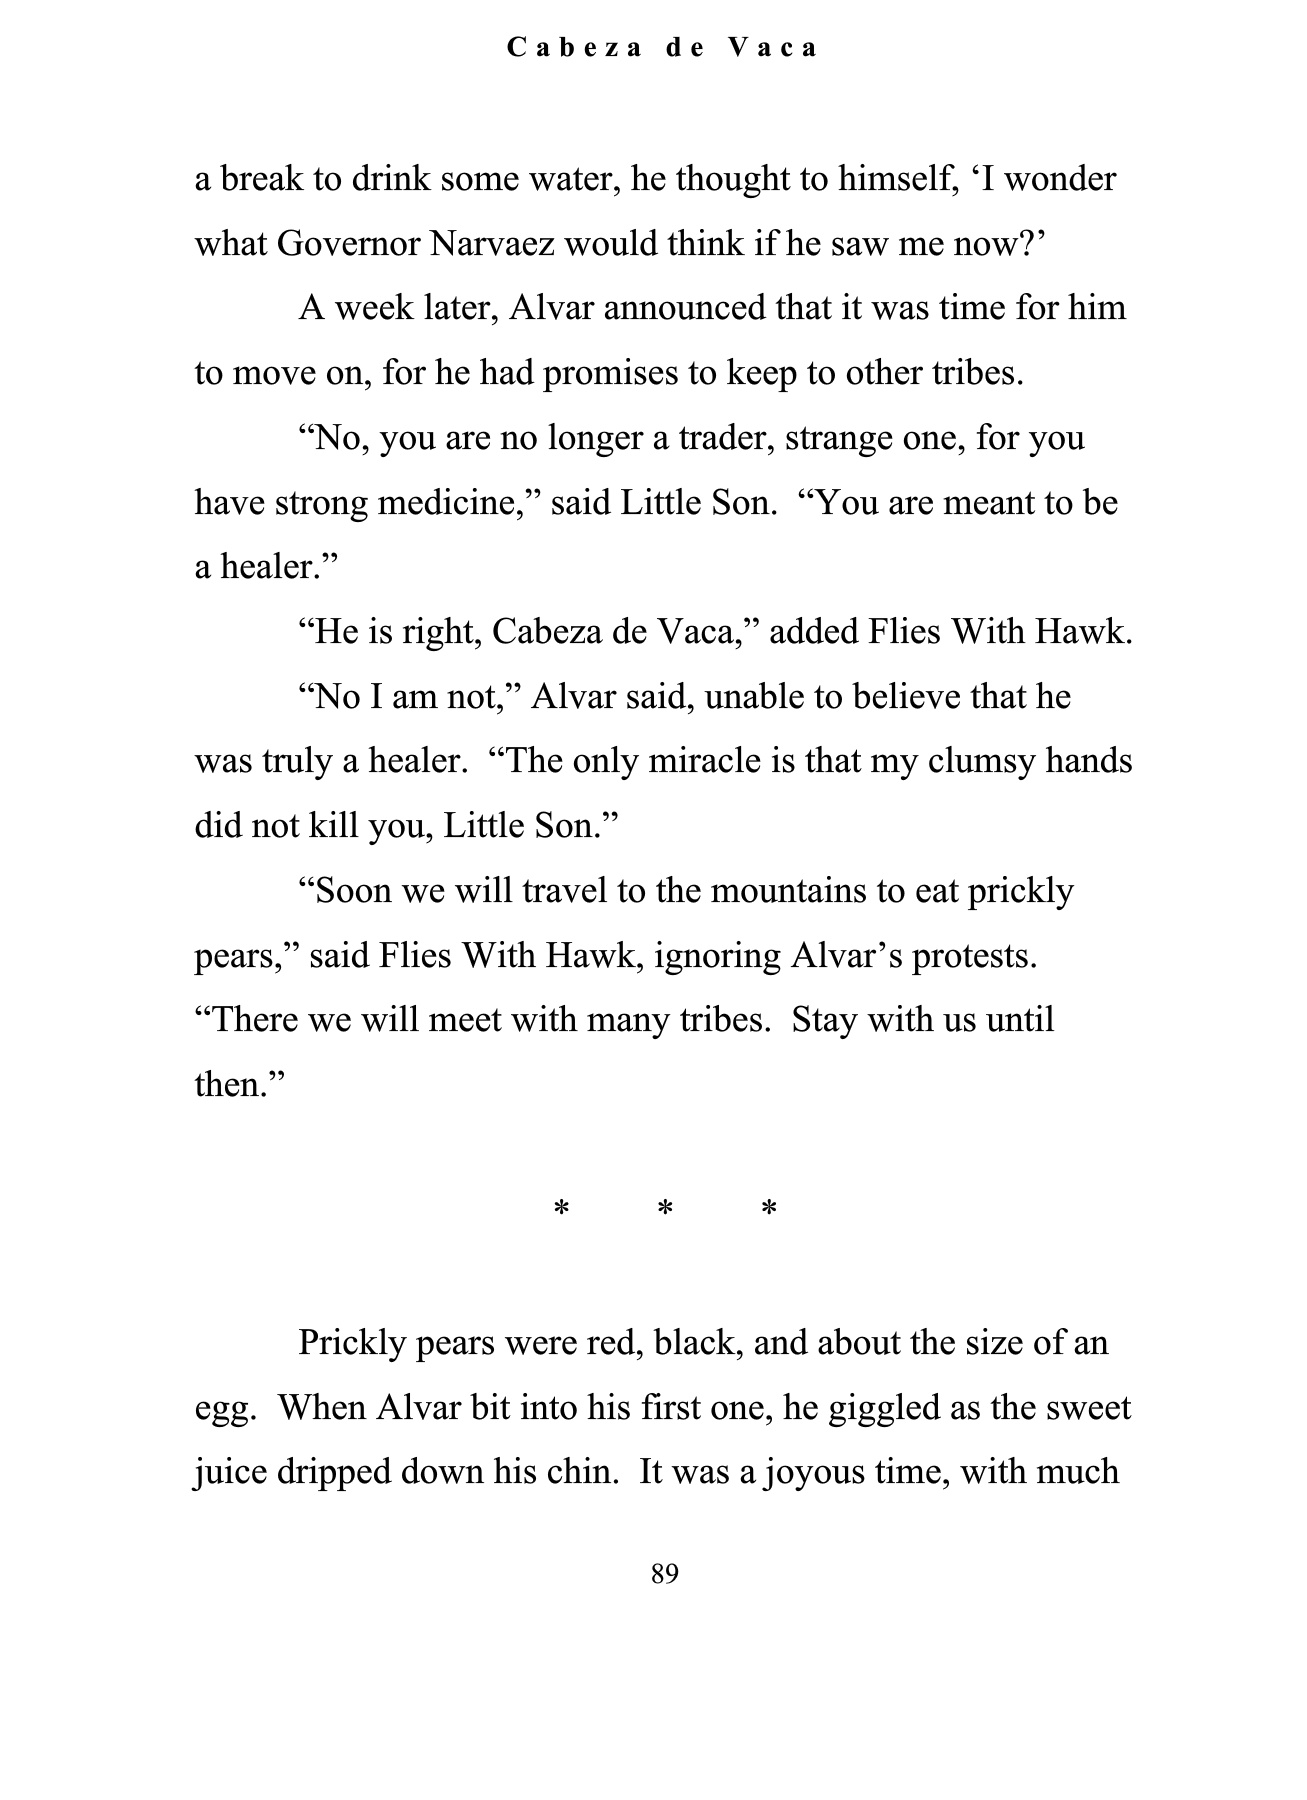 Cabeza de Vaca
a break to drink some water, he thought to himself, ‘I wonder
what Governor Narvaez would think if he saw me now?’
A week later, Alvar announced that it was time for him
to move on, for he had promises to keep to other tribes.
“No, you are no longer a trader, strange one, for you
have strong medicine,” said Little Son.  “You are meant to be
a healer.”
“He is right, Cabeza de Vaca,” added Flies With Hawk.
“No I am not,” Alvar said, unable to believe that he
was truly a healer.  “The only miracle is that my clumsy hands
did not kill you, Little Son.”
“Soon we will travel to the mountains to eat prickly
pears,” said Flies With Hawk, ignoring Alvar’s protests.
“There we will meet with many tribes.  Stay with us until
then.”
* * *
Prickly pears were red, black, and about the size of an
egg.  When Alvar bit into his first one, he giggled as the sweet
juice dripped down his chin.  It was a joyous time, with much
89